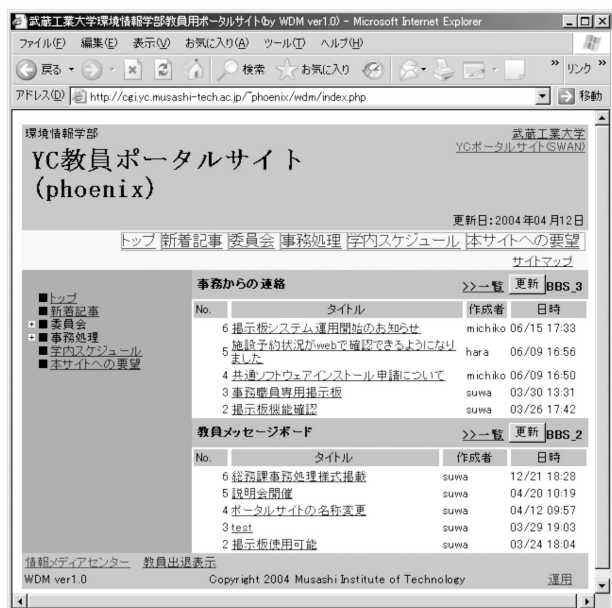 武蔵工業大学環境情報学部教員用ポータルサイト(by WDM ver1.0) - Microsoft Internet Explorer
ファイル(F) 編集(E) 表示(V) お気に入り(A) ツール(T) ヘルプ(H)
戻る 検索 お気に入り » リンク »
アドレス(D) http://cgi.yc.musashi-tech.ac.jp/~phoenix/wdm/index.php 移動
環境情報学部 武蔵工業大学
YCポータルサイト(SWAN)
YC教員ポータルサイト
(phoenix)
更新日:2004年04月12日
トップ 新着記事 委員会 事務処理 学内スケジュール 本サイトへの要望
サイトマップ
■トップ
■新着記事
+■委員会
+■事務処理
■学内スケジュール
■本サイトへの要望
事務からの連絡 >>一覧 更新 BBS_3
No. タイトル 作成者 日時
6 掲示板システム運用開始のお知らせ michiko 06/15 17:33
5 施設予約状況がwebで確認できるようになり
ました hara 06/09 16:56
4 共通ソフトウェアインストール申請について michiko 06/09 16:50
3 事務職員専用掲示板 suwa 03/30 13:31
2 掲示板機能確認 suwa 03/26 17:42
教員メッセージボード >>一覧 更新 BBS_2
No. タイトル 作成者 日時
6 総務課事務処理様式掲載 suwa 12/21 18:28
5 説明会開催 suwa 04/20 10:19
4 ポータルサイトの名称変更 suwa 04/12 09:57
3 test suwa 03/29 19:03
2 掲示板使用可能 suwa 03/24 18:04
情報メディアセンター 教員出退表示
WDM ver1.0 Copyright 2004 Musashi Institute of Technology 運用